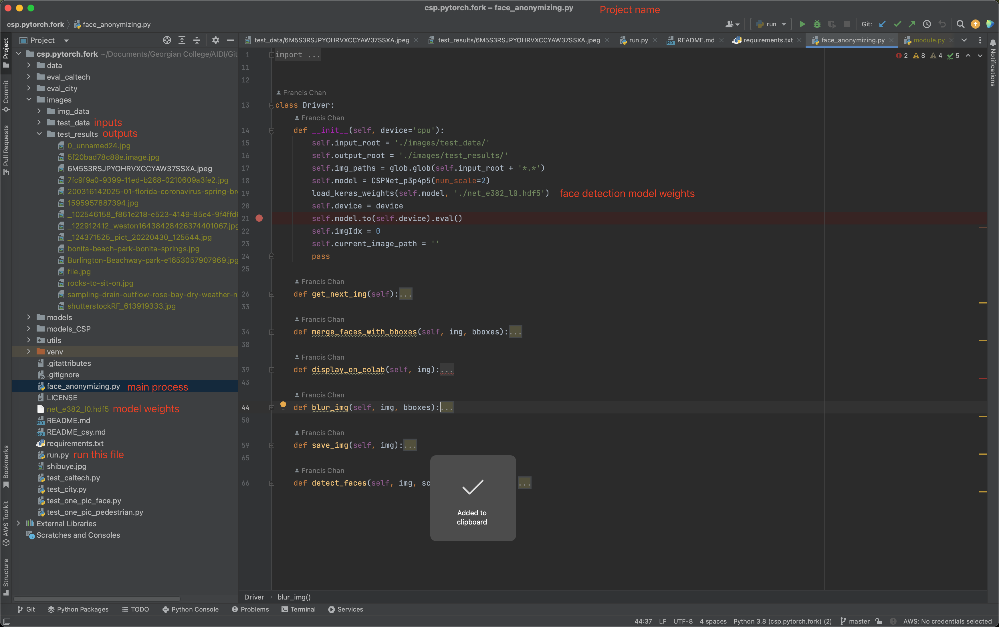 csp.pytorch.fork – face_anonymizing.py
Project name
csp.pytorch.fork
face_anonymizing.py
run
Git:
Project
test_data/6M5S3RSJPYOHRVXCCYAW37SSXA.jpeg
test_results/6M5S3RSJPYOHRVXCCYAW37SSXA.jpeg
run.py
README.md
requirements.txt
face_anonymizing.py
module.py
Project
Commit
Pull Requests
Bookmarks
AWS Toolkit
Structure
Notifications
csp.pytorch.fork ~/Documents/Georgian College/AIDI/Git
data
eval_caltech
eval_city
images
img_data
test_data inputs
test_results outputs
0_unnamed24.jpg
5f20bad78c88e.image.jpg
6M5S3RSJPYOHRVXCCYAW37SSXA.jpeg
7fc9f9a0-9399-11ed-b268-0210609a3fe2.jpg
200316142025-01-florida-coronavirus-spring-bre
1595957887394.jpg
_102546158_f861e218-e523-4149-85e4-9f4ffd6
_122912412_weston16438428426374401067.jpg
_124371525_pict_20220430_125544.jpg
bonita-beach-park-bonita-springs.jpg
Burlington-Beachway-park-e1653057907969.jpg
file.jpg
rocks-to-sit-on.jpg
sampling-drain-outflow-rose-bay-dry-weather-n
shutterstockRF_613919333.jpg
models
models_CSP
utils
venv
.gitattributes
.gitignore
face_anonymizing.py main process
LICENSE
net_e382_l0.hdf5 model weights
README.md
README_csy.md
requirements.txt
run.py run this file
shibuye.jpg
test_caltech.py
test_city.py
test_one_pic_face.py
test_one_pic_pedestrian.py
External Libraries
Scratches and Consoles
2 8 4 5
1 import ...
11
12
Francis Chan
13 class Driver:
Francis Chan
14 def __init__(self, device='cpu'):
15 self.input_root = './images/test_data/'
16 self.output_root = './images/test_results/'
17 self.img_paths = glob.glob(self.input_root + '*.*')
18 self.model = CSPNet_p3p4p5(num_scale=2)
19 load_keras_weights(self.model, './net_e382_l0.hdf5') face detection model weights
20 self.device = device
21 self.model.to(self.device).eval()
22 self.imgIdx = 0
23 self.current_image_path = ''
24 pass
25
Francis Chan
26 def get_next_img(self):...
33
Francis Chan
34 def merge_faces_with_bboxes(self, img, bboxes):...
38
Francis Chan
39 def display_on_colab(self, img):...
43
Francis Chan
44 def blur_img(self, img, bboxes):...
58
Francis Chan
59 def save_img(self, img):...
65
Francis Chan
66 def detect_faces(self, img, sc ...
Added to
clipboard
Driver › blur_img()
Git
Python Packages
TODO
Python Console
Problems
Terminal
Services
44:37 LF UTF-8 4 spaces Python 3.8 (csp.pytorch.fork) (2) master AWS: No credentials selected